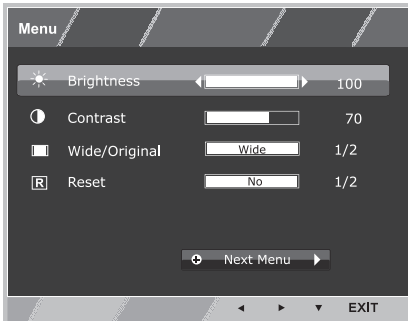 Menu
Brightness 100
Contrast 70
Wide/Original Wide 1/2
R Reset No 1/2
Next Menu
EXIT